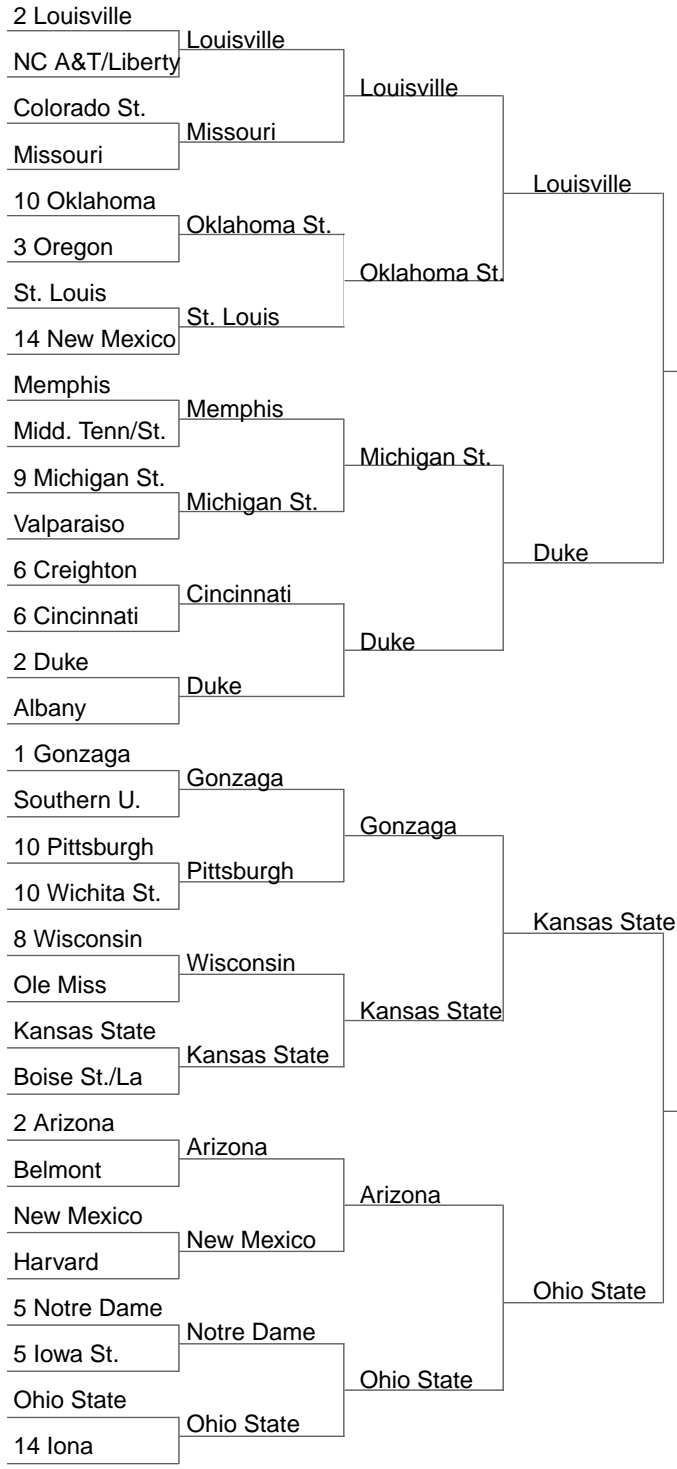 2 Louisville
NC A&T/Liberty
Colorado St.
Missouri
10 Oklahoma
3 Oregon
St. Louis
14 New Mexico
Memphis
Midd. Tenn/St.
9 Michigan St.
Valparaiso
6 Creighton
6 Cincinnati
2 Duke
Albany
1 Gonzaga
Southern U.
10 Pittsburgh
10 Wichita St.
8 Wisconsin
Ole Miss
Kansas State
Boise St./La
2 Arizona
Belmont
New Mexico
Harvard
5 Notre Dame
5 Iowa St.
Ohio State
14 Iona
Louisville
Missouri
Oklahoma St.
St. Louis
Memphis
Michigan St.
Cincinnati
Duke
Gonzaga
Pittsburgh
Wisconsin
Kansas State
Arizona
New Mexico
Notre Dame
Ohio State
Louisville
Oklahoma St.
Michigan St.
Duke
Gonzaga
Kansas State
Arizona
Ohio State
Louisville
Duke
Kansas State
Ohio State